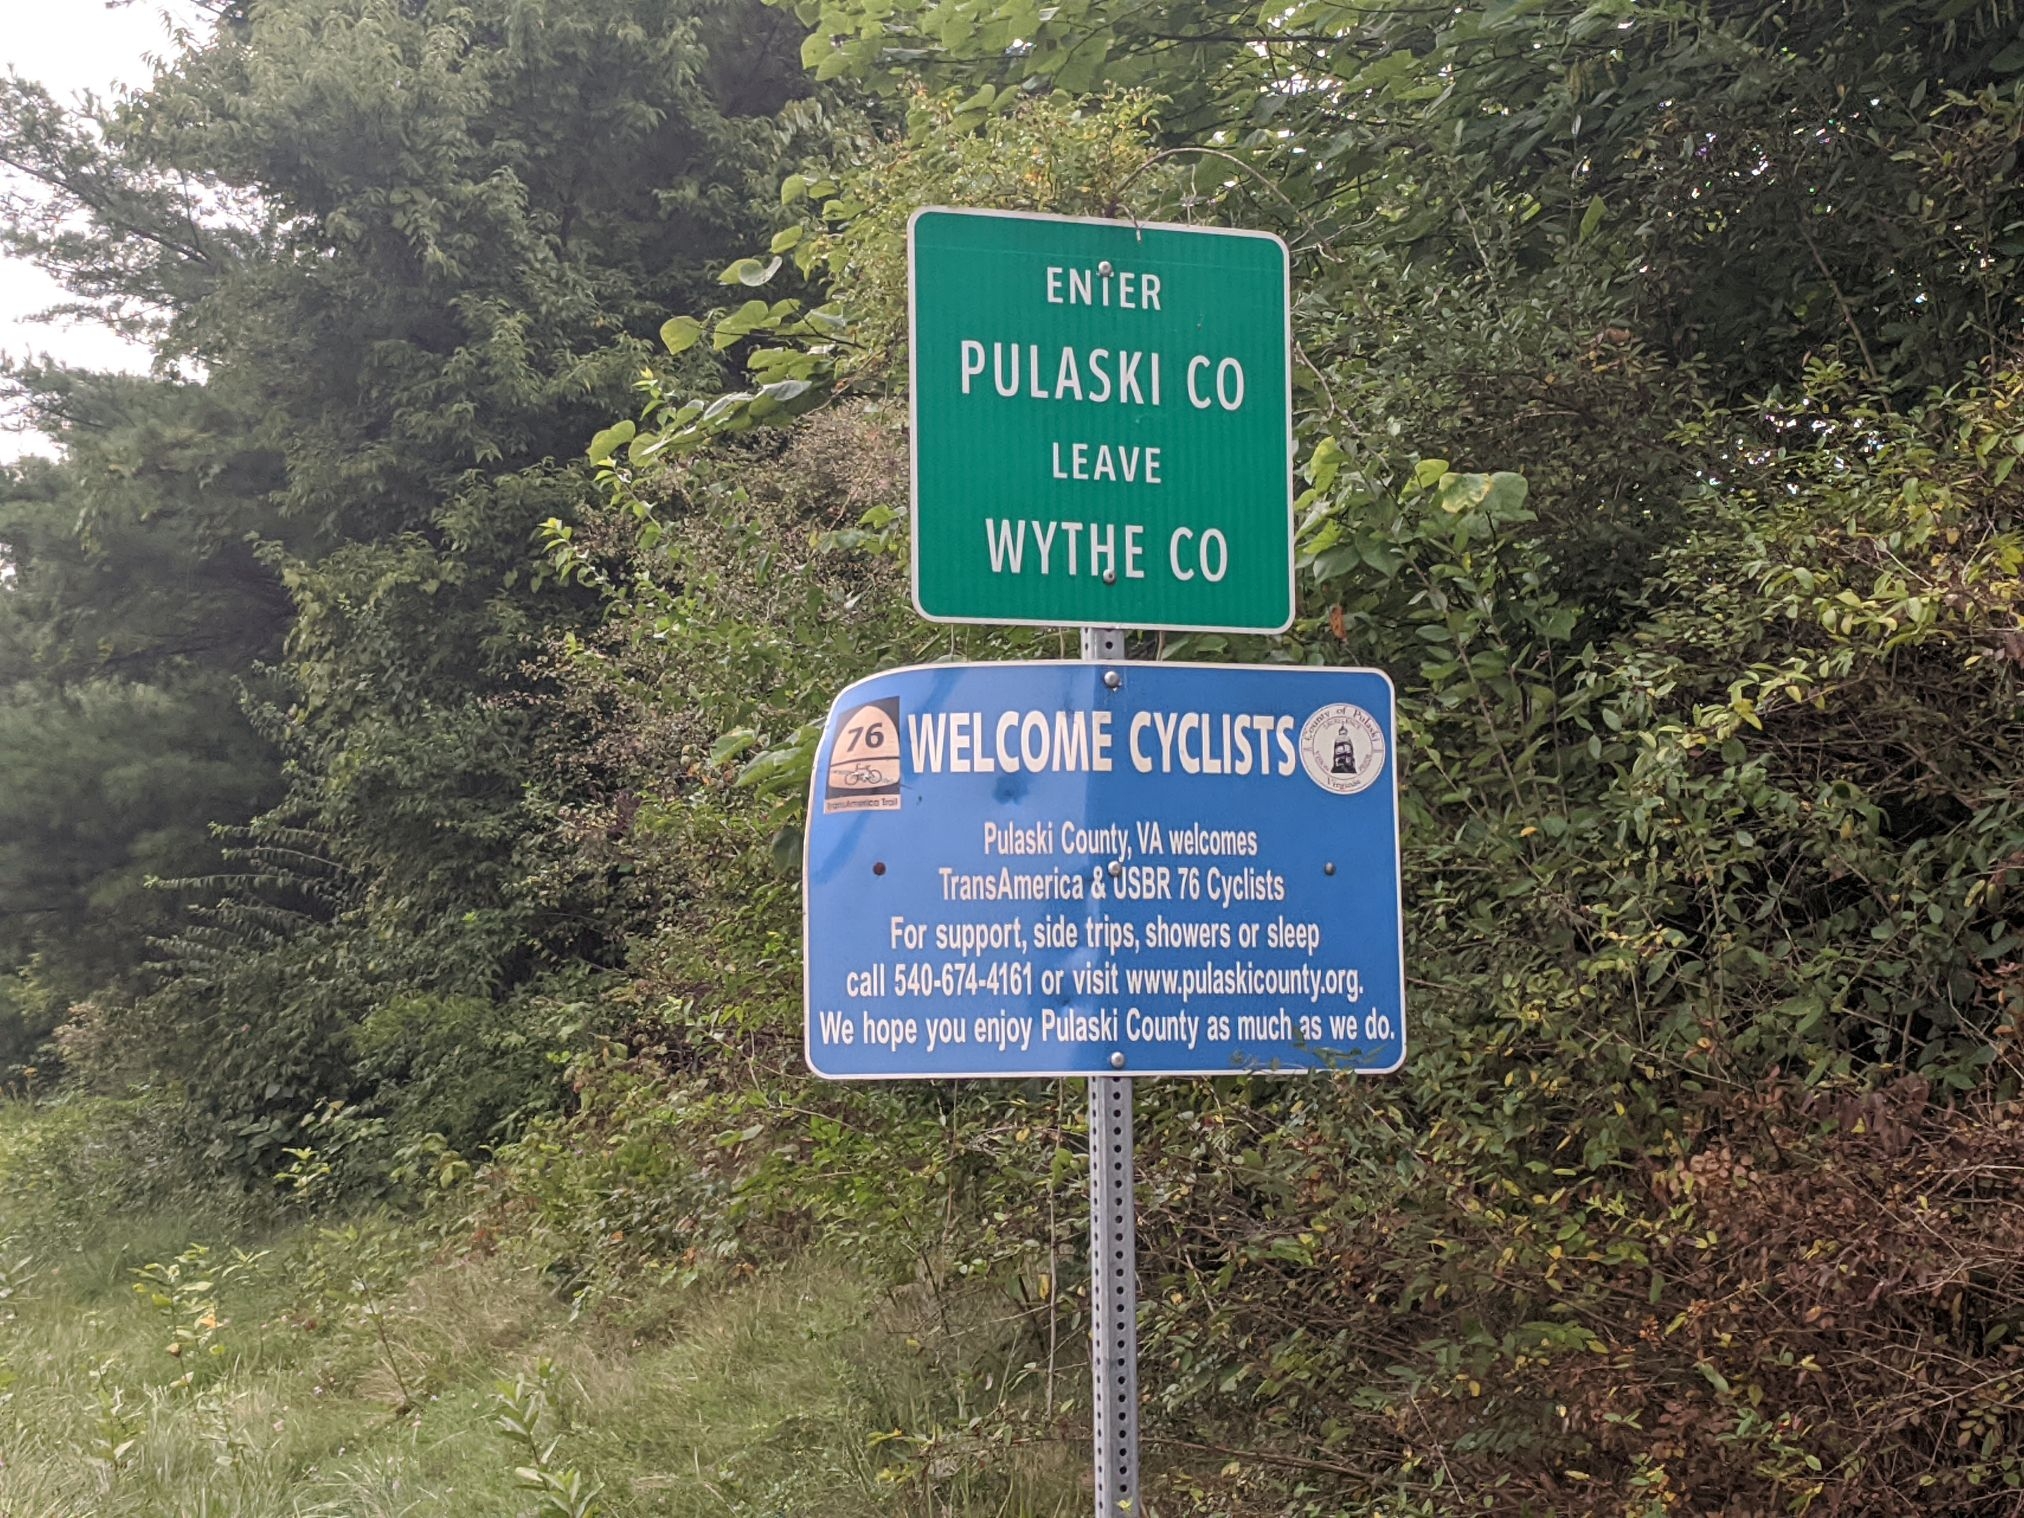 ENTER
PULASKI CO
LEAVE
WYTHE CO
76
TransAmerica Trail
WELCOME CYCLISTS
County of Pulaski
Virginia
Pulaski County, VA welcomes
TransAmerica & USBR 76 Cyclists
For support, side trips, showers or sleep
call 540-674-4161 or visit www.pulaskicounty.org.
We hope you enjoy Pulaski County as much as we do.